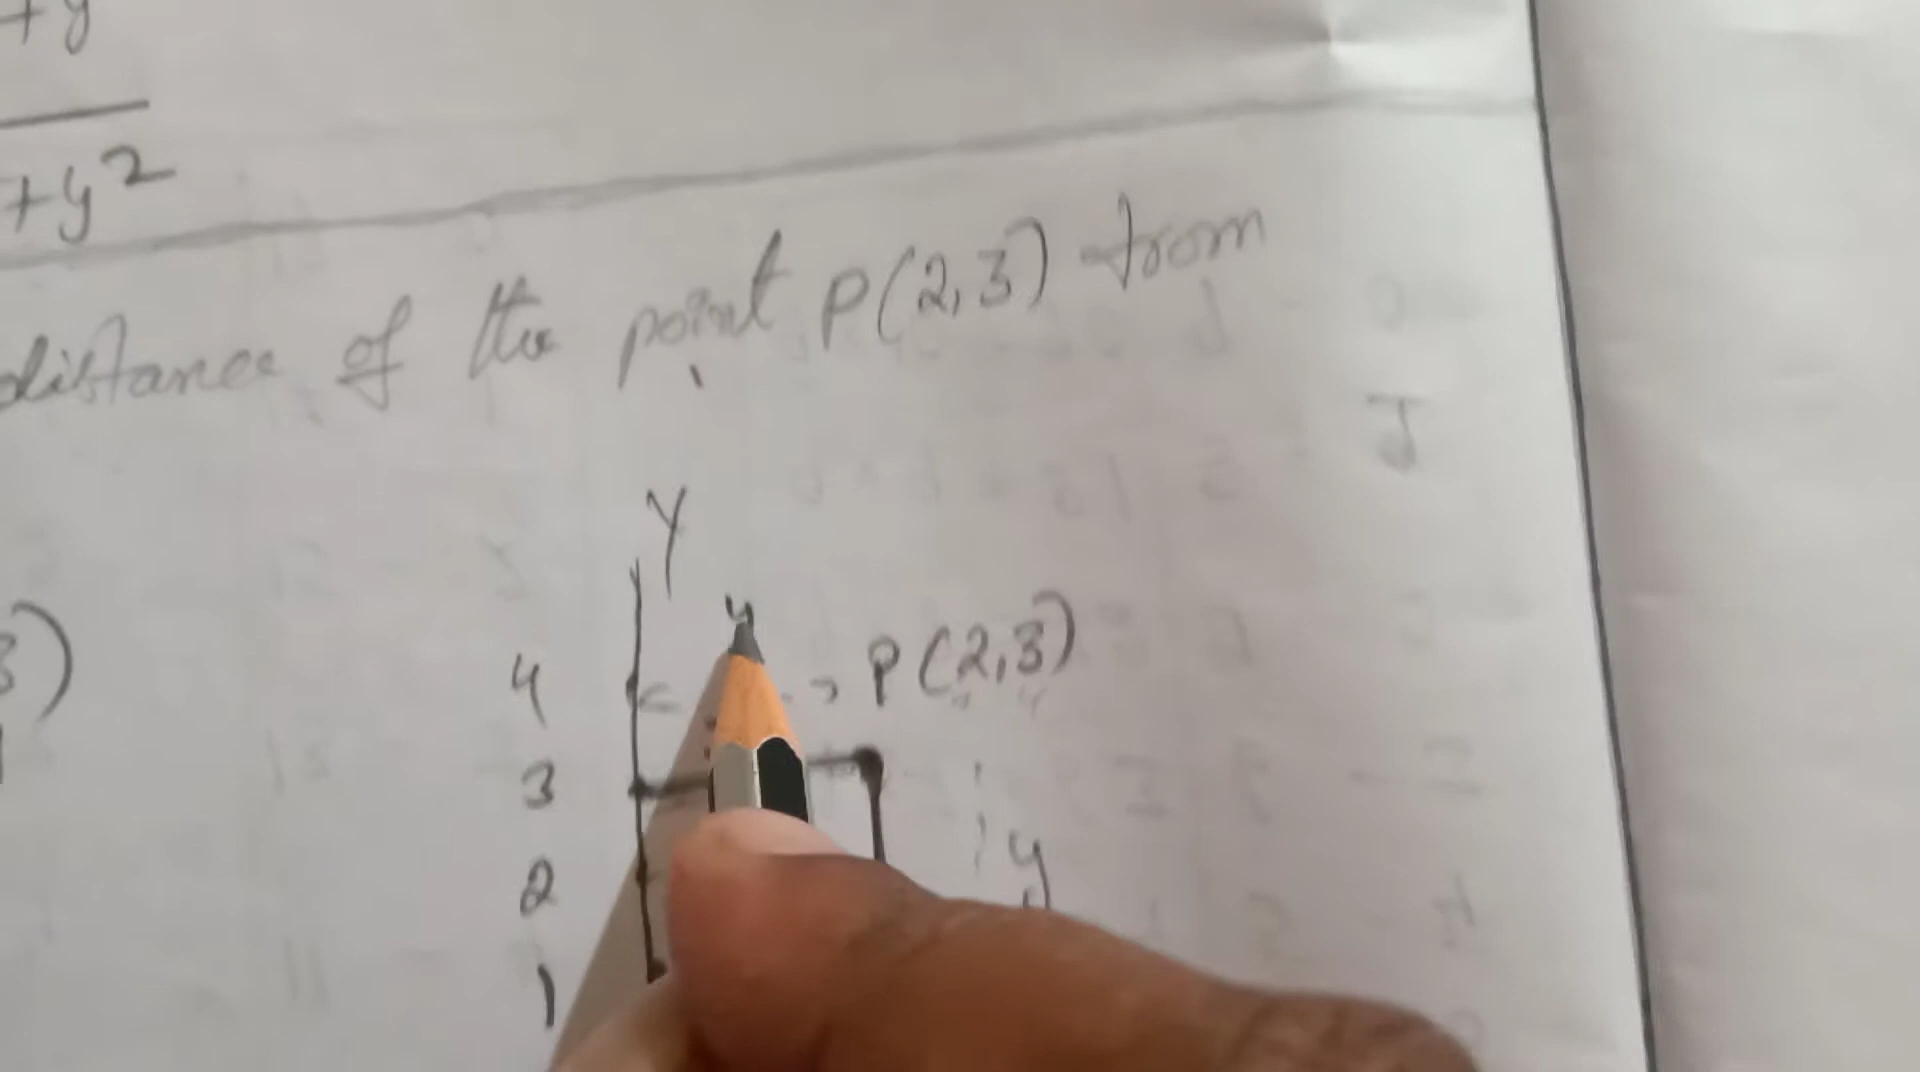 +y
+y²
distance of the point P(2,3) from
Y
4 P(2,3)
3)
3
y
2
1